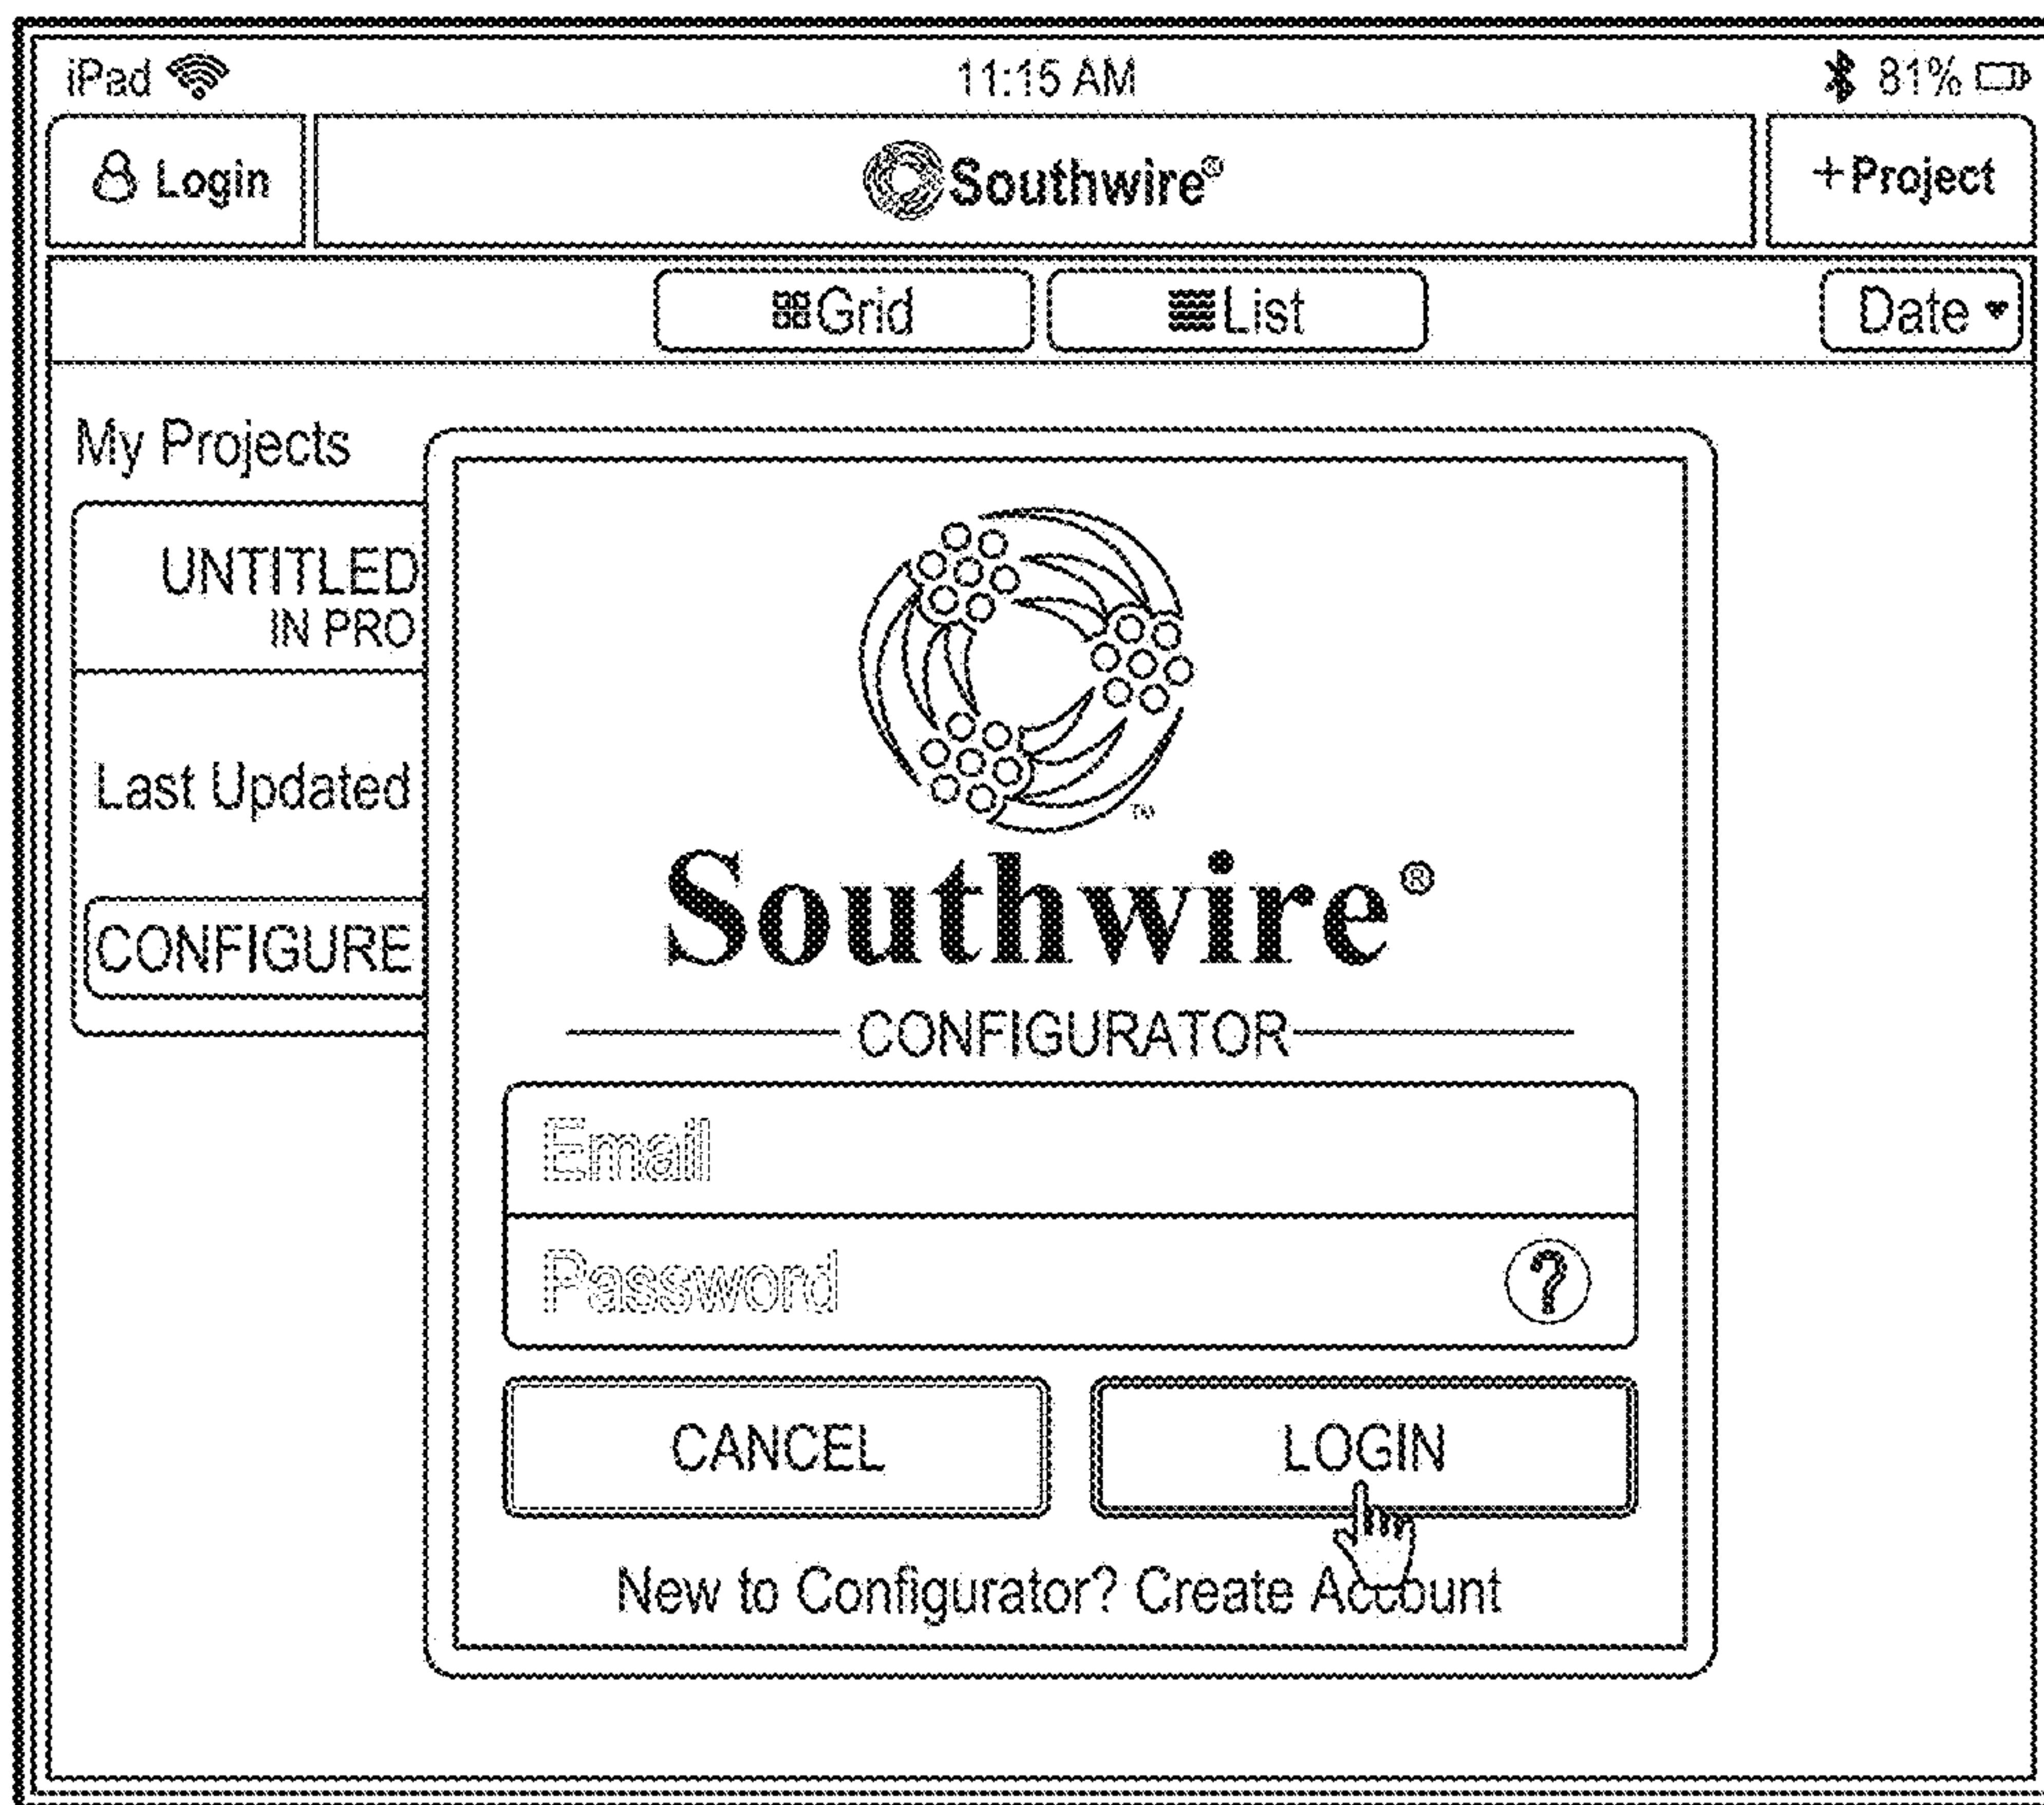 iPad 11:15 AM 81%
Login Southwire® +Project
Grid List Date
My Projects
UNTITLED
IN PRO
Last Updated
CONFIGURE
TM
Southwire®
CONFIGURATOR
Email
Password ?
CANCEL LOGIN
New to Configurator? Create Account